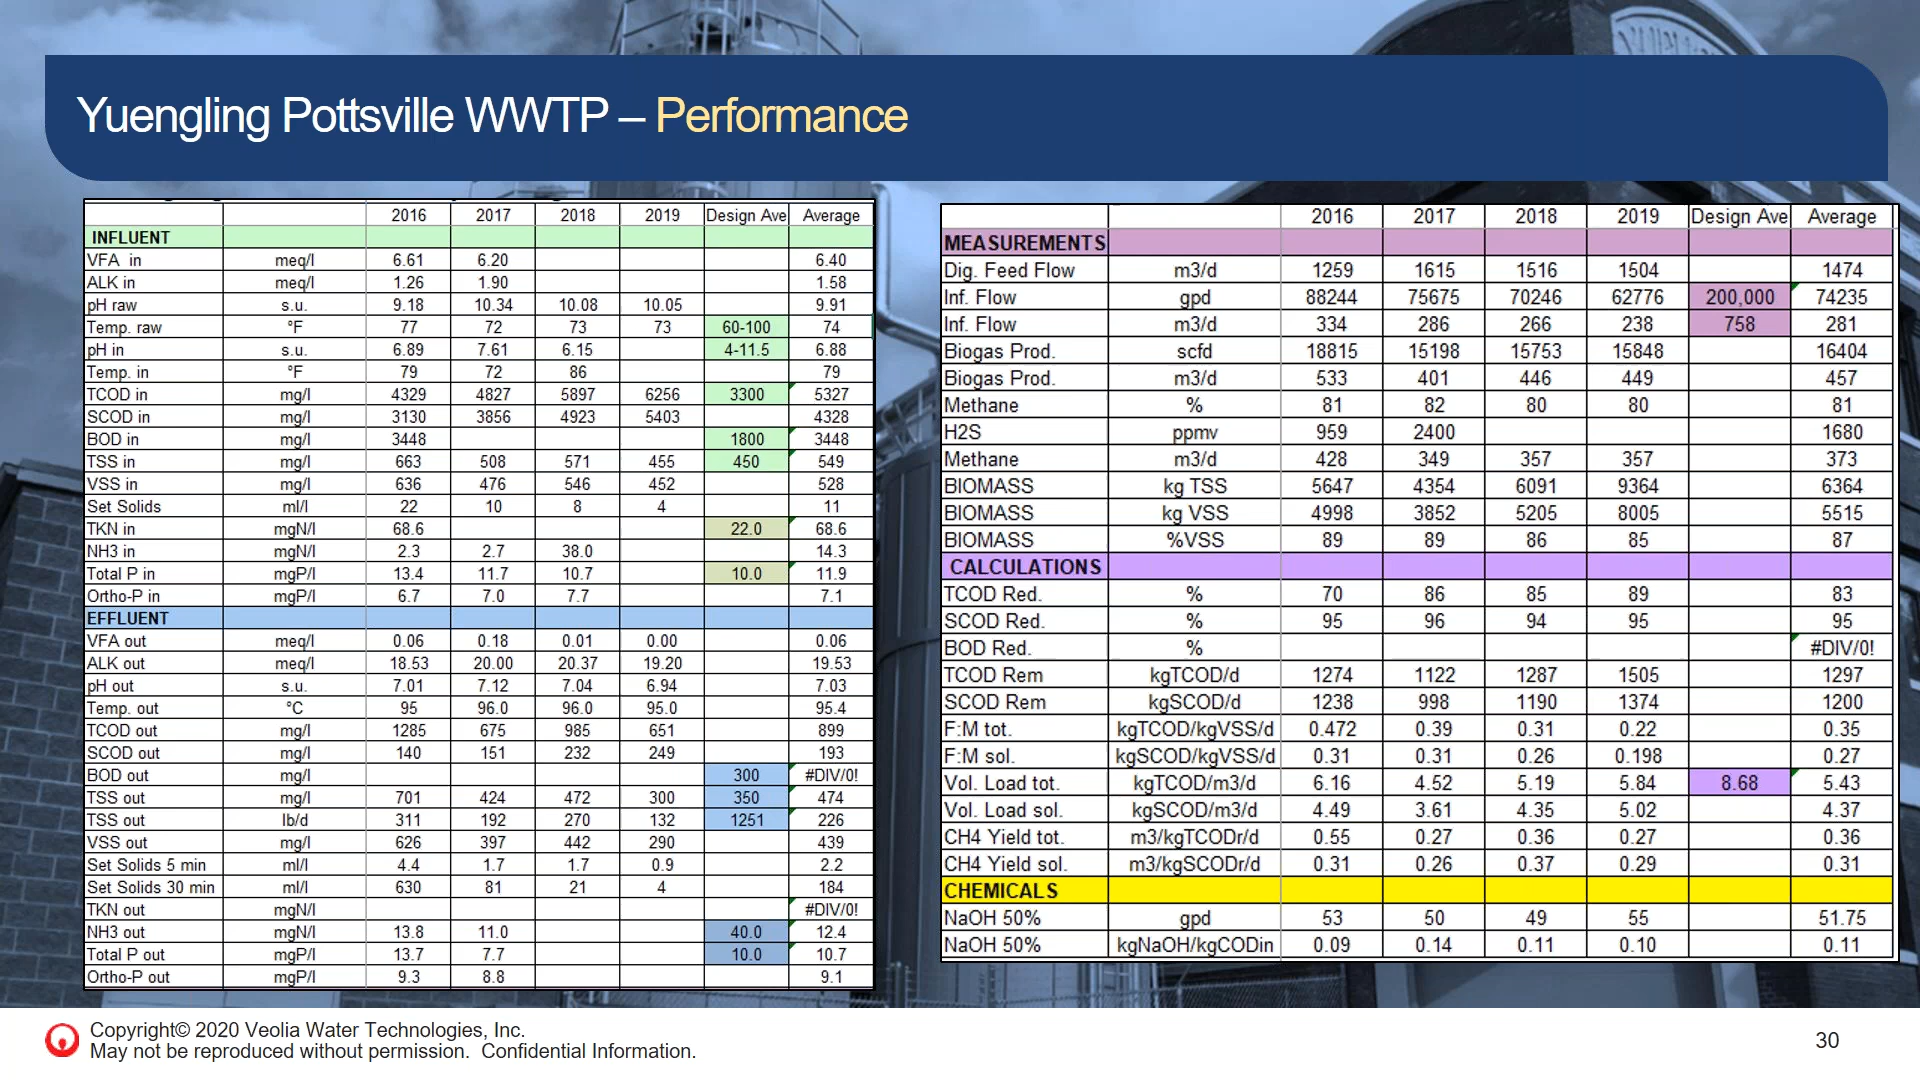 Yuengling Pottsville WWTP – Performance
2016 2017 2018 2019 Design Ave Average
INFLUENT
VFA in meq/l 6.61 6.20 6.40
ALK in meq/l 1.26 1.90 1.58
pH raw s.u. 9.18 10.34 10.08 10.05 9.91
Temp. raw °F 77 72 73 73 60-100 74
pH in s.u. 6.89 7.61 6.15 4-11.5 6.88
Temp. in °F 79 72 86 79
TCOD in mg/l 4329 4827 5897 6256 3300 5327
SCOD in mg/l 3130 3856 4923 5403 4328
BOD in mg/l 3448 1800 3448
TSS in mg/l 663 508 571 455 450 549
VSS in mg/l 636 476 546 452 528
Set Solids ml/l 22 10 8 4 11
TKN in mgN/l 68.6 22.0 68.6
NH3 in mgN/l 2.3 2.7 38.0 14.3
Total P in mgP/l 13.4 11.7 10.7 10.0 11.9
Ortho-P in mgP/l 6.7 7.0 7.7 7.1
EFFLUENT
VFA out meq/l 0.06 0.18 0.01 0.00 0.06
ALK out meq/l 18.53 20.00 20.37 19.20 19.53
pH out s.u. 7.01 7.12 7.04 6.94 7.03
Temp. out °C 95 96.0 96.0 95.0 95.4
TCOD out mg/l 1285 675 985 651 899
SCOD out mg/l 140 151 232 249 193
BOD out mg/l 300 #DIV/0!
TSS out mg/l 701 424 472 300 350 474
TSS out lb/d 311 192 270 132 1251 226
VSS out mg/l 626 397 442 290 439
Set Solids 5 min ml/l 4.4 1.7 1.7 0.9 2.2
Set Solids 30 min ml/l 630 81 21 4 184
TKN out mgN/l #DIV/0!
NH3 out mgN/l 13.8 11.0 40.0 12.4
Total P out mgP/l 13.7 7.7 10.0 10.7
Ortho-P out mgP/l 9.3 8.8 9.1
2016 2017 2018 2019 Design Ave Average
MEASUREMENTS
Dig. Feed Flow m3/d 1259 1615 1516 1504 1474
Inf. Flow gpd 88244 75675 70246 62776 200,000 74235
Inf. Flow m3/d 334 286 266 238 758 281
Biogas Prod. scfd 18815 15198 15753 15848 16404
Biogas Prod. m3/d 533 401 446 449 457
Methane % 81 82 80 80 81
H2S ppmv 959 2400 1680
Methane m3/d 428 349 357 357 373
BIOMASS kg TSS 5647 4354 6091 9364 6364
BIOMASS kg VSS 4998 3852 5205 8005 5515
BIOMASS %VSS 89 89 86 85 87
CALCULATIONS
TCOD Red. % 70 86 85 89 83
SCOD Red. % 95 96 94 95 95
BOD Red. % #DIV/0!
TCOD Rem kgTCOD/d 1274 1122 1287 1505 1297
SCOD Rem kgSCOD/d 1238 998 1190 1374 1200
F:M tot. kgTCOD/kgVSS/d 0.472 0.39 0.31 0.22 0.35
F:M sol. kgSCOD/kgVSS/d 0.31 0.31 0.26 0.198 0.27
Vol. Load tot. kgTCOD/m3/d 6.16 4.52 5.19 5.84 8.68 5.43
Vol. Load sol. kgSCOD/m3/d 4.49 3.61 4.35 5.02 4.37
CH4 Yield tot. m3/kgTCODr/d 0.55 0.27 0.36 0.27 0.36
CH4 Yield sol. m3/kgSCODr/d 0.31 0.26 0.37 0.29 0.31
CHEMICALS
NaOH 50% gpd 53 50 49 55 51.75
NaOH 50% kgNaOH/kgCODin 0.09 0.14 0.11 0.10 0.11
Copyright© 2020 Veolia Water Technologies, Inc.
May not be reproduced without permission. Confidential Information.
30